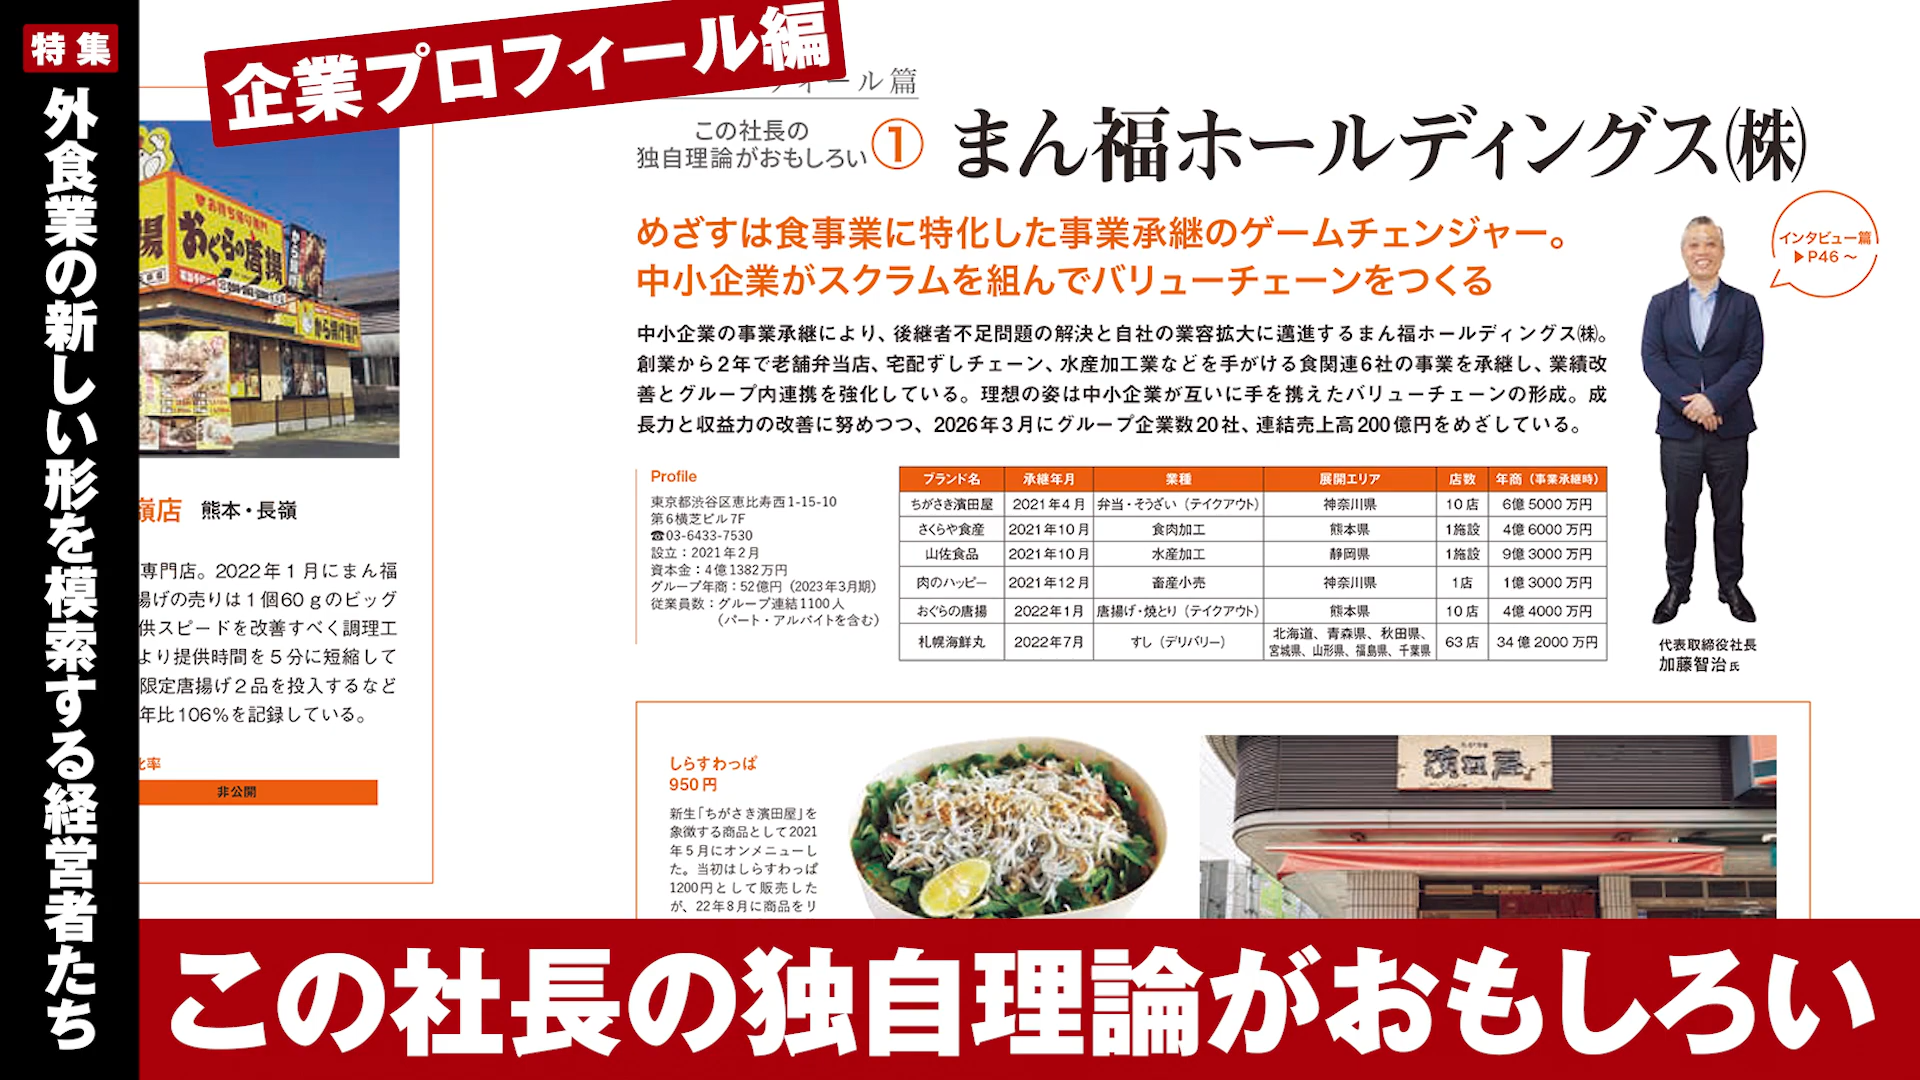 特集
外食業の新しい形を模索する経営者たち
企業プロフィール編
ィール篇
この社長の
独自理論がおもしろい
①
まん福ホールディングス㈱
めざすは食事業に特化した事業承継のゲームチェンジャー。
中小企業がスクラムを組んでバリューチェーンをつくる
インタビュー篇
▶P46〜
中小企業の事業承継により、後継者不足問題の解決と自社の業容拡大に邁進するまん福ホールディングス㈱。
創業から2年で老舗弁当店、宅配ずしチェーン、水産加工業などを手がける食関連6社の事業を承継し、業績改
善とグループ内連携を強化している。理想の姿は中小企業が互いに手を携えたバリューチェーンの形成。成
長力と収益力の改善に努めつつ、2026年3月にグループ企業数20社、連結売上高200億円をめざしている。
Profile
東京都渋谷区恵比寿西1-15-10
第6横芝ビル7F
☎03-6433-7530
設立：2021年2月
資本金：4億1382万円
グループ年商：52億円（2023年3月期）
従業員数：グループ連結1100人
（パート・アルバイトを含む）
ブランド名 承継年月 業種 展開エリア 店数 年商（事業承継時）
ちがさき濱田屋 2021年4月 弁当・そうざい（テイクアウト） 神奈川県 10店 6億5000万円
さくらや食産 2021年10月 食肉加工 熊本県 1施設 4億6000万円
山佐食品 2021年10月 水産加工 静岡県 1施設 9億3000万円
肉のハッピー 2021年12月 畜産小売 神奈川県 1店 1億3000万円
おぐらの唐揚 2022年1月 唐揚げ・焼とり（テイクアウト） 熊本県 10店 4億4000万円
札幌海鮮丸 2022年7月 すし（デリバリー） 北海道、青森県、秋田県、
宮城県、山形県、福島県、千葉県 63店 34億2000万円
代表取締役社長
加藤智治氏
お持ち帰り専門
おぐらの唐揚
から揚げ専門
揚
嶺店 熊本・長嶺
専門店。2022年1月にまん福
揚げの売りは1個60gのビッグ
供スピードを改善すべく調理工
より提供時間を5分に短縮して
限定唐揚げ2品を投入するなど
年比106%を記録している。
比率
非公開
しらすわっぱ
950円
新生「ちがさき濱田屋」を
象徴する商品として2021
年5月にオンメニューし
た。当初はしらすわっぱ
1200円として販売した
が、22年8月に商品をリ
濱田屋
この社長の独自理論がおもしろい